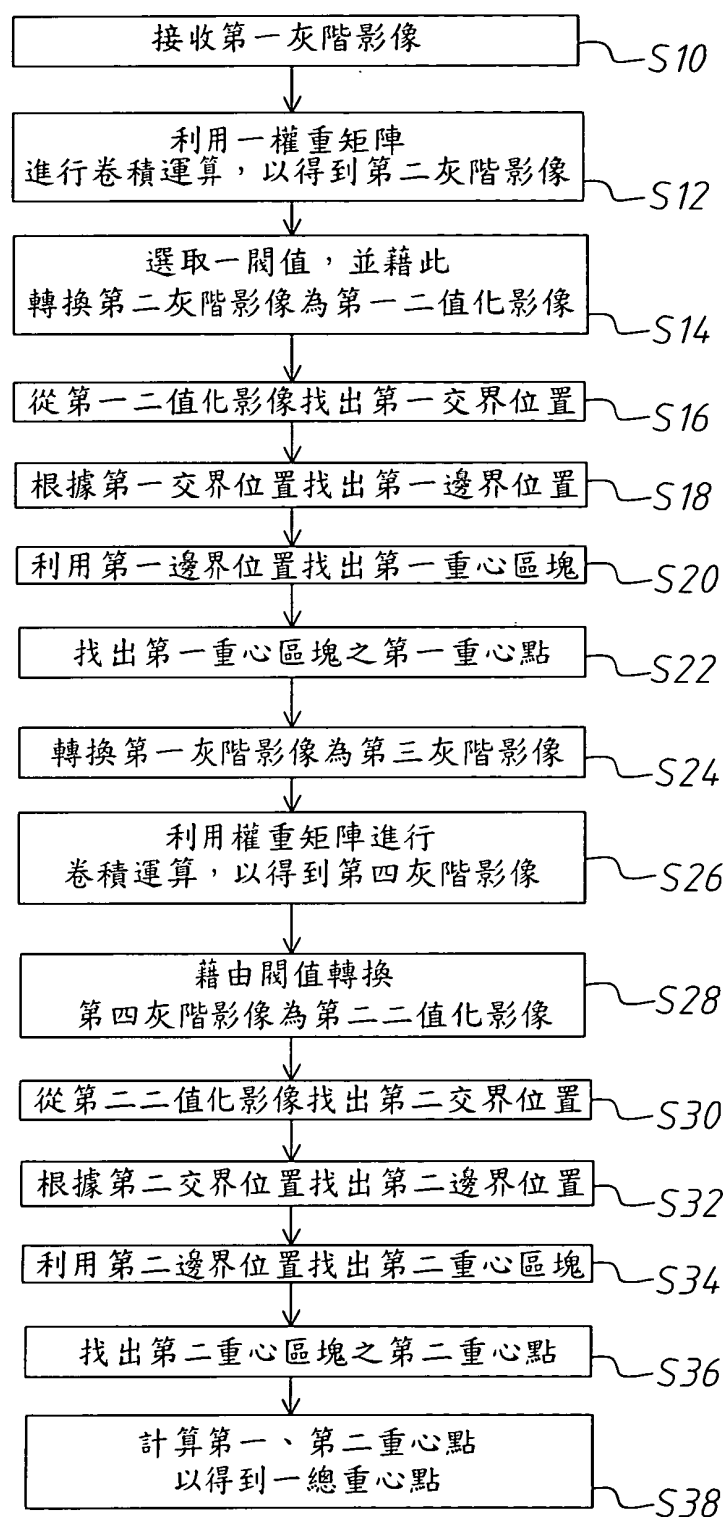 接收第一灰階影像
S10
利用一權重矩陣
進行卷積運算，以得到第二灰階影像
S12
選取一閥值，並藉此
轉換第二灰階影像為第一二值化影像
S14
從第一二值化影像找出第一交界位置
S16
根據第一交界位置找出第一邊界位置
S18
利用第一邊界位置找出第一重心區塊
S20
找出第一重心區塊之第一重心點
S22
轉換第一灰階影像為第三灰階影像
S24
利用權重矩陣進行
卷積運算，以得到第四灰階影像
S26
藉由閥值轉換
第四灰階影像為第二二值化影像
S28
從第二二值化影像找出第二交界位置
S30
根據第二交界位置找出第二邊界位置
S32
利用第二邊界位置找出第二重心區塊
S34
找出第二重心區塊之第二重心點
S36
計算第一、第二重心點
以得到一總重心點
S38